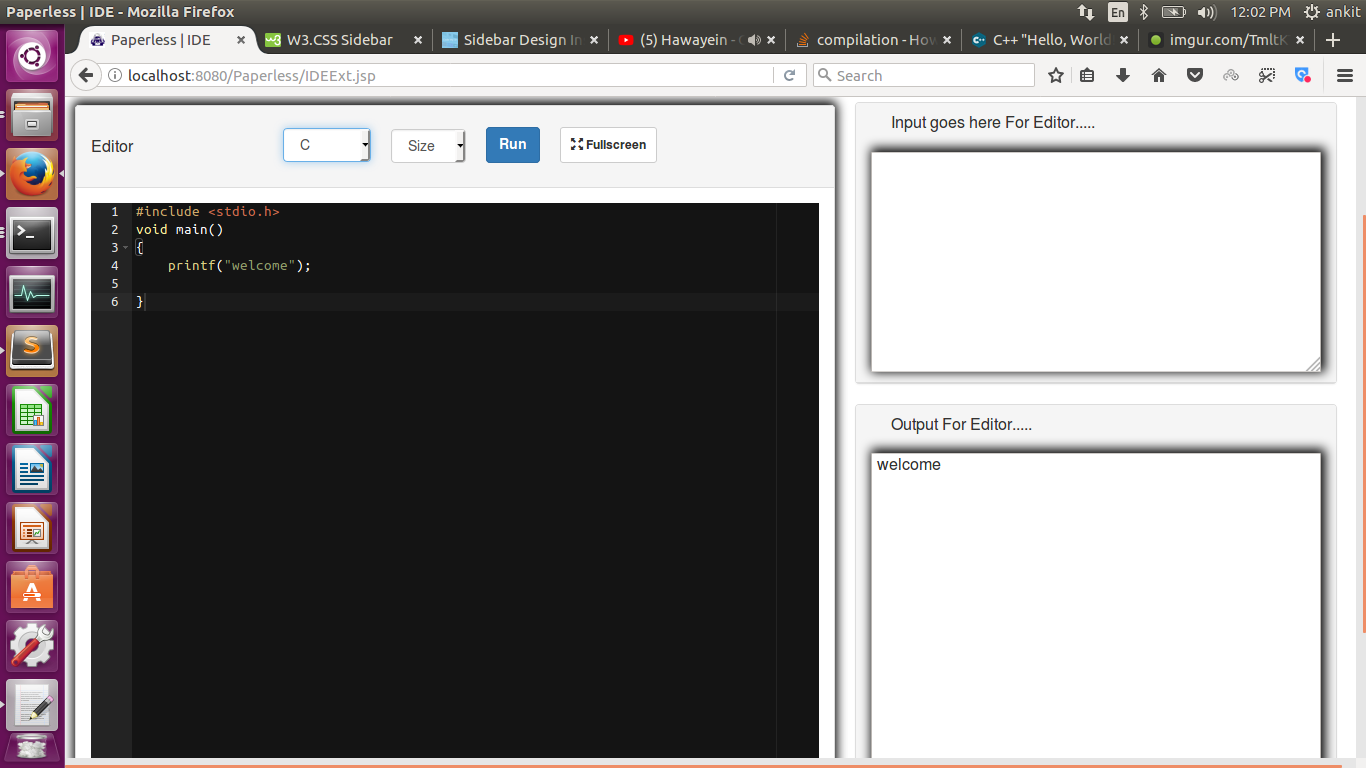 Paperless | IDE - Mozilla Firefox
En
12:02 PM
ankit
Paperless | IDE
W3.CSS Sidebar
Sidebar Design In
(5) Hawayein -
compilation - Hov
C++ "Hello, World
imgur.com/TmltK
localhost:8080/Paperless/IDEExt.jsp
Search
Editor
C
Size
Run
Fullscreen
1 #include <stdio.h>
2 void main()
3 {
4 printf("welcome");
5
6 }
Input goes here For Editor.....
Output For Editor.....
welcome